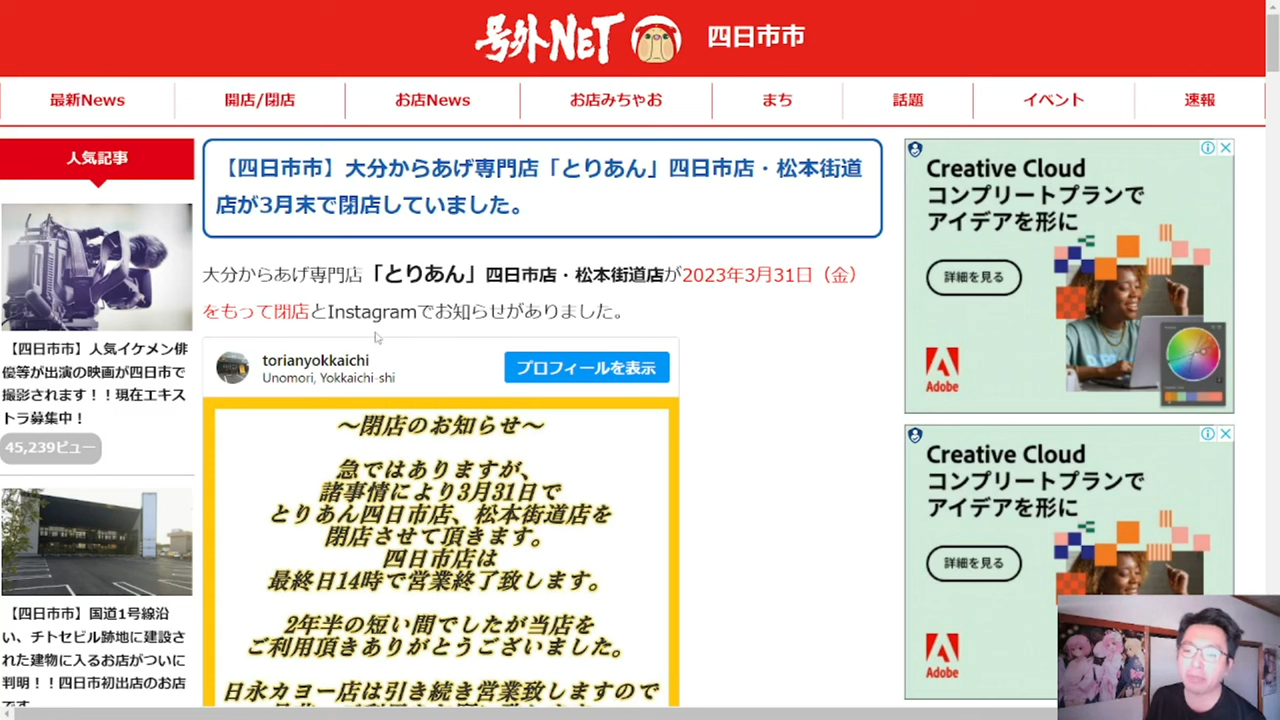 号外NET 四日市市
最新News 開店/閉店 お店News お店みちゃお まち 話題 イベント 速報
人気記事
【四日市市】人気イケメン俳
優等が出演の映画が四日市で
撮影されます！！現在エキス
トラ募集中！
45,239ビュー
【四日市市】国道1号線沿
い、チトセビル跡地に建設さ
れた建物に入るお店がついに
判明！！四日市初出店のお店
です。
【四日市市】大分からあげ専門店「とりあん」四日市店・松本街道
店が3月末で閉店していました。
大分からあげ専門店「とりあん」四日市店・松本街道店が2023年3月31日（金）
をもって閉店とInstagramでお知らせがありました。
torianyokkaichi
Unomori, Yokkaichi-shi
プロフィールを表示
～閉店のお知らせ～
急ではありますが、
諸事情により3月31日で
とりあん四日市店、松本街道店を
閉店させて頂きます。
四日市店は
最終日14時で営業終了致します。
2年半の短い間でしたが当店を
ご利用頂きありがとうございました。
日永カヨー店は引き続き営業致しますので
Creative Cloud
コンプリートプランで
アイデアを形に
詳細を見る
Adobe
Creative Cloud
コンプリートプランで
アイデアを形に
詳細を見る
Adobe